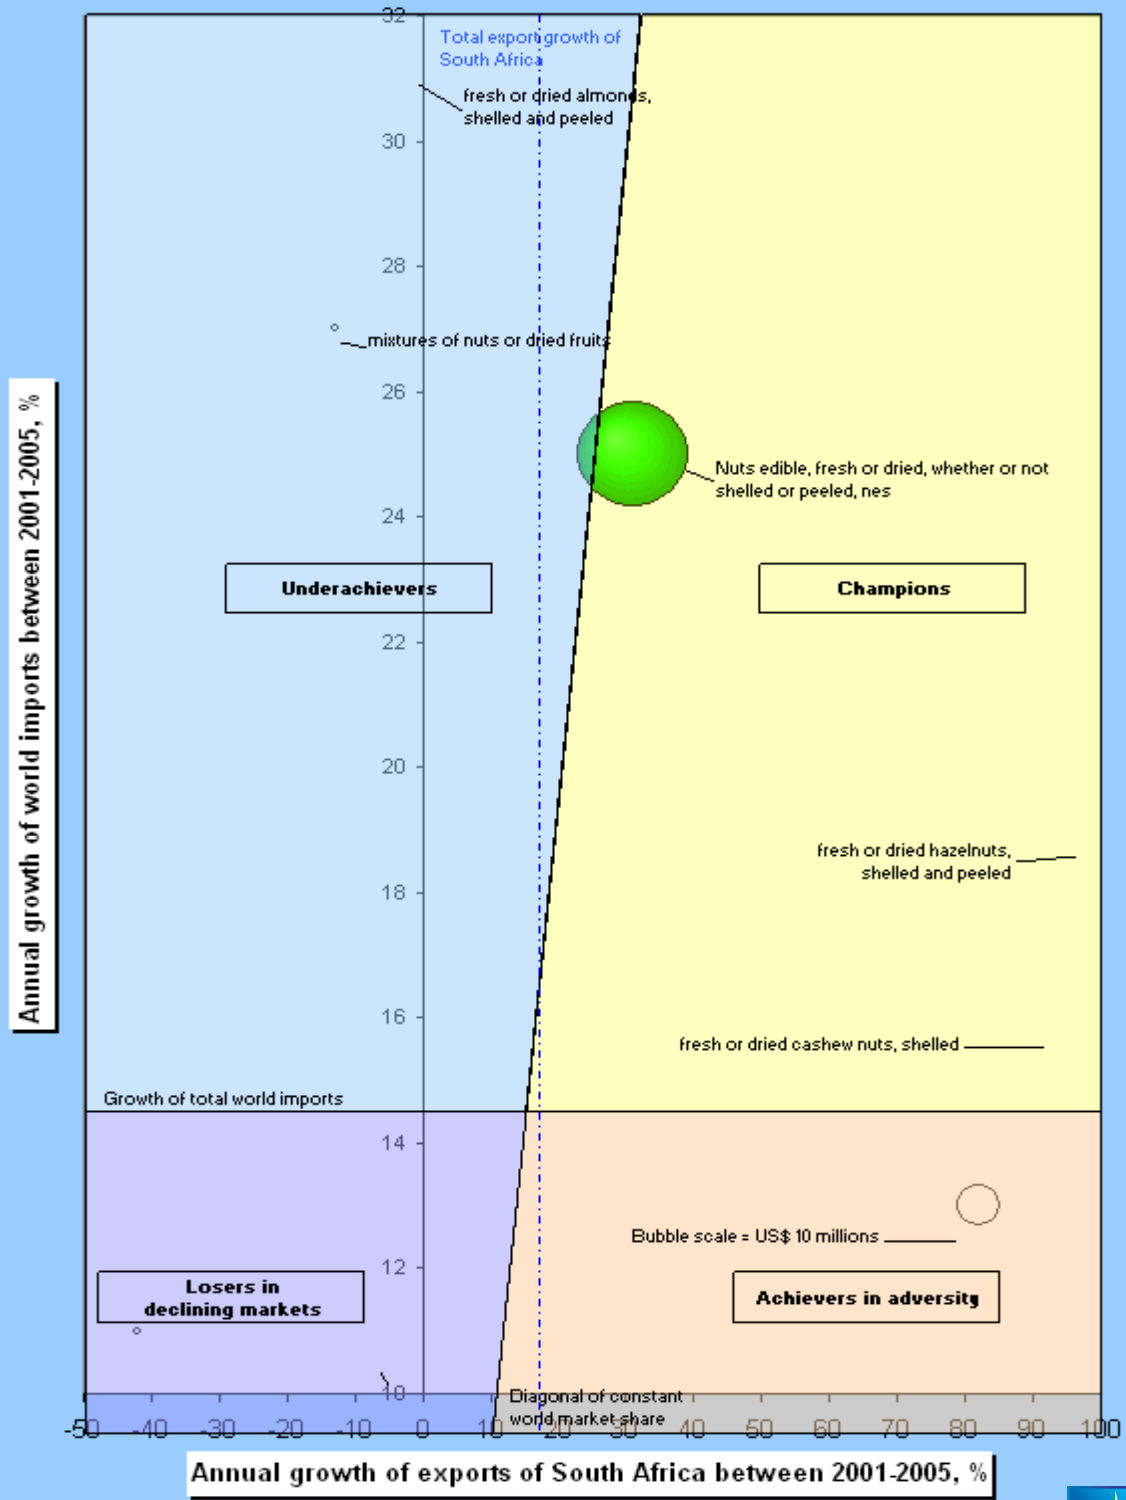 32
Total export growth of
South Africa
fresh or dried almonds,
shelled and peeled
30
28
mixtures of nuts or dried fruits
26
Nuts edible, fresh or dried, whether or not
shelled or peeled, nes
24
Underachievers
Champions
22
20
fresh or dried hazelnuts,
shelled and peeled
18
16
fresh or dried cashew nuts, shelled
Growth of total world imports
14
Bubble scale = US$ 10 millions
12
Losers in
declining markets
Achievers in adversity
10
Diagonal of constant
world market share
-50 -40 -30 -20 -10 0 10 20 30 40 50 60 70 80 90 100
Annual growth of exports of South Africa between 2001-2005, %
Annual growth of world imports between 2001-2005, %